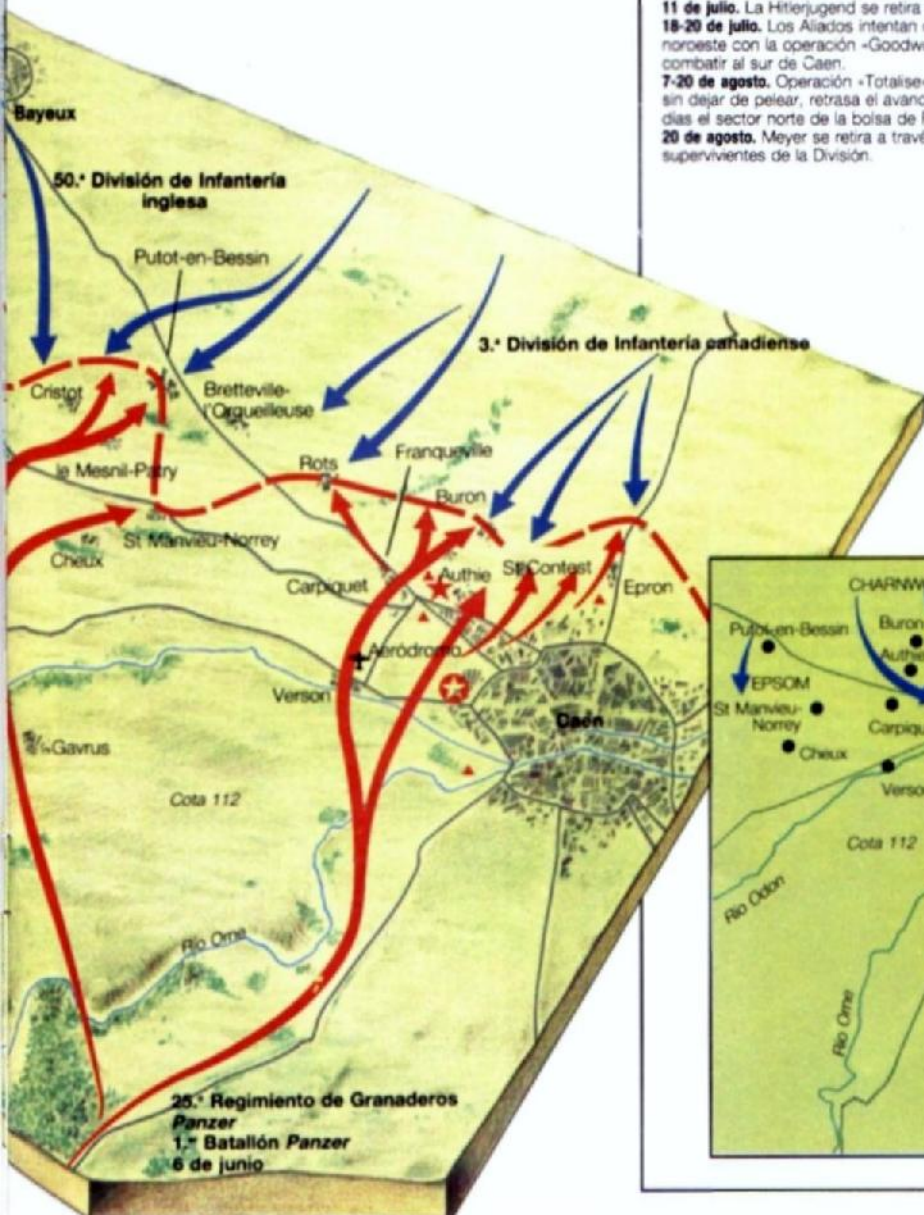 11 de julio. La Hitlerjugend se retira
18-20 de julio. Los Aliados intentan
noroeste con la operación «Goodw
combatir al sur de Caen.
7-20 de agosto. Operación «Totalise
sin dejar de pelear, retrasa el avanc
días el sector norte de la bolsa de
20 de agosto. Meyer se retira a trav
supervivientes de la División.
Bayeux
50.ª División de Infantería
inglesa
Putot-en-Bessin
3.ª División de Infantería canadiense
Cristot
Bretteville-
l'Orgueilleuse
le Mesnil-Patry
Rots
Franqueville
Buron
St Manvieu-Norrey
Cheux
Carpiquet
Authie
St Contest
Epron
Aeródromo
Verson
Caen
Gavrus
Cota 112
Río Orne
25.º Regimiento de Granaderos
Panzer
1.er Batallón Panzer
6 de junio
CHARNW
Putot-en-Bessin
Buron
Authie
EPSOM
St Manvieu-
Norrey
Carpiqu
Cheux
Verso
Cota 112
Río Odon
Río Orne